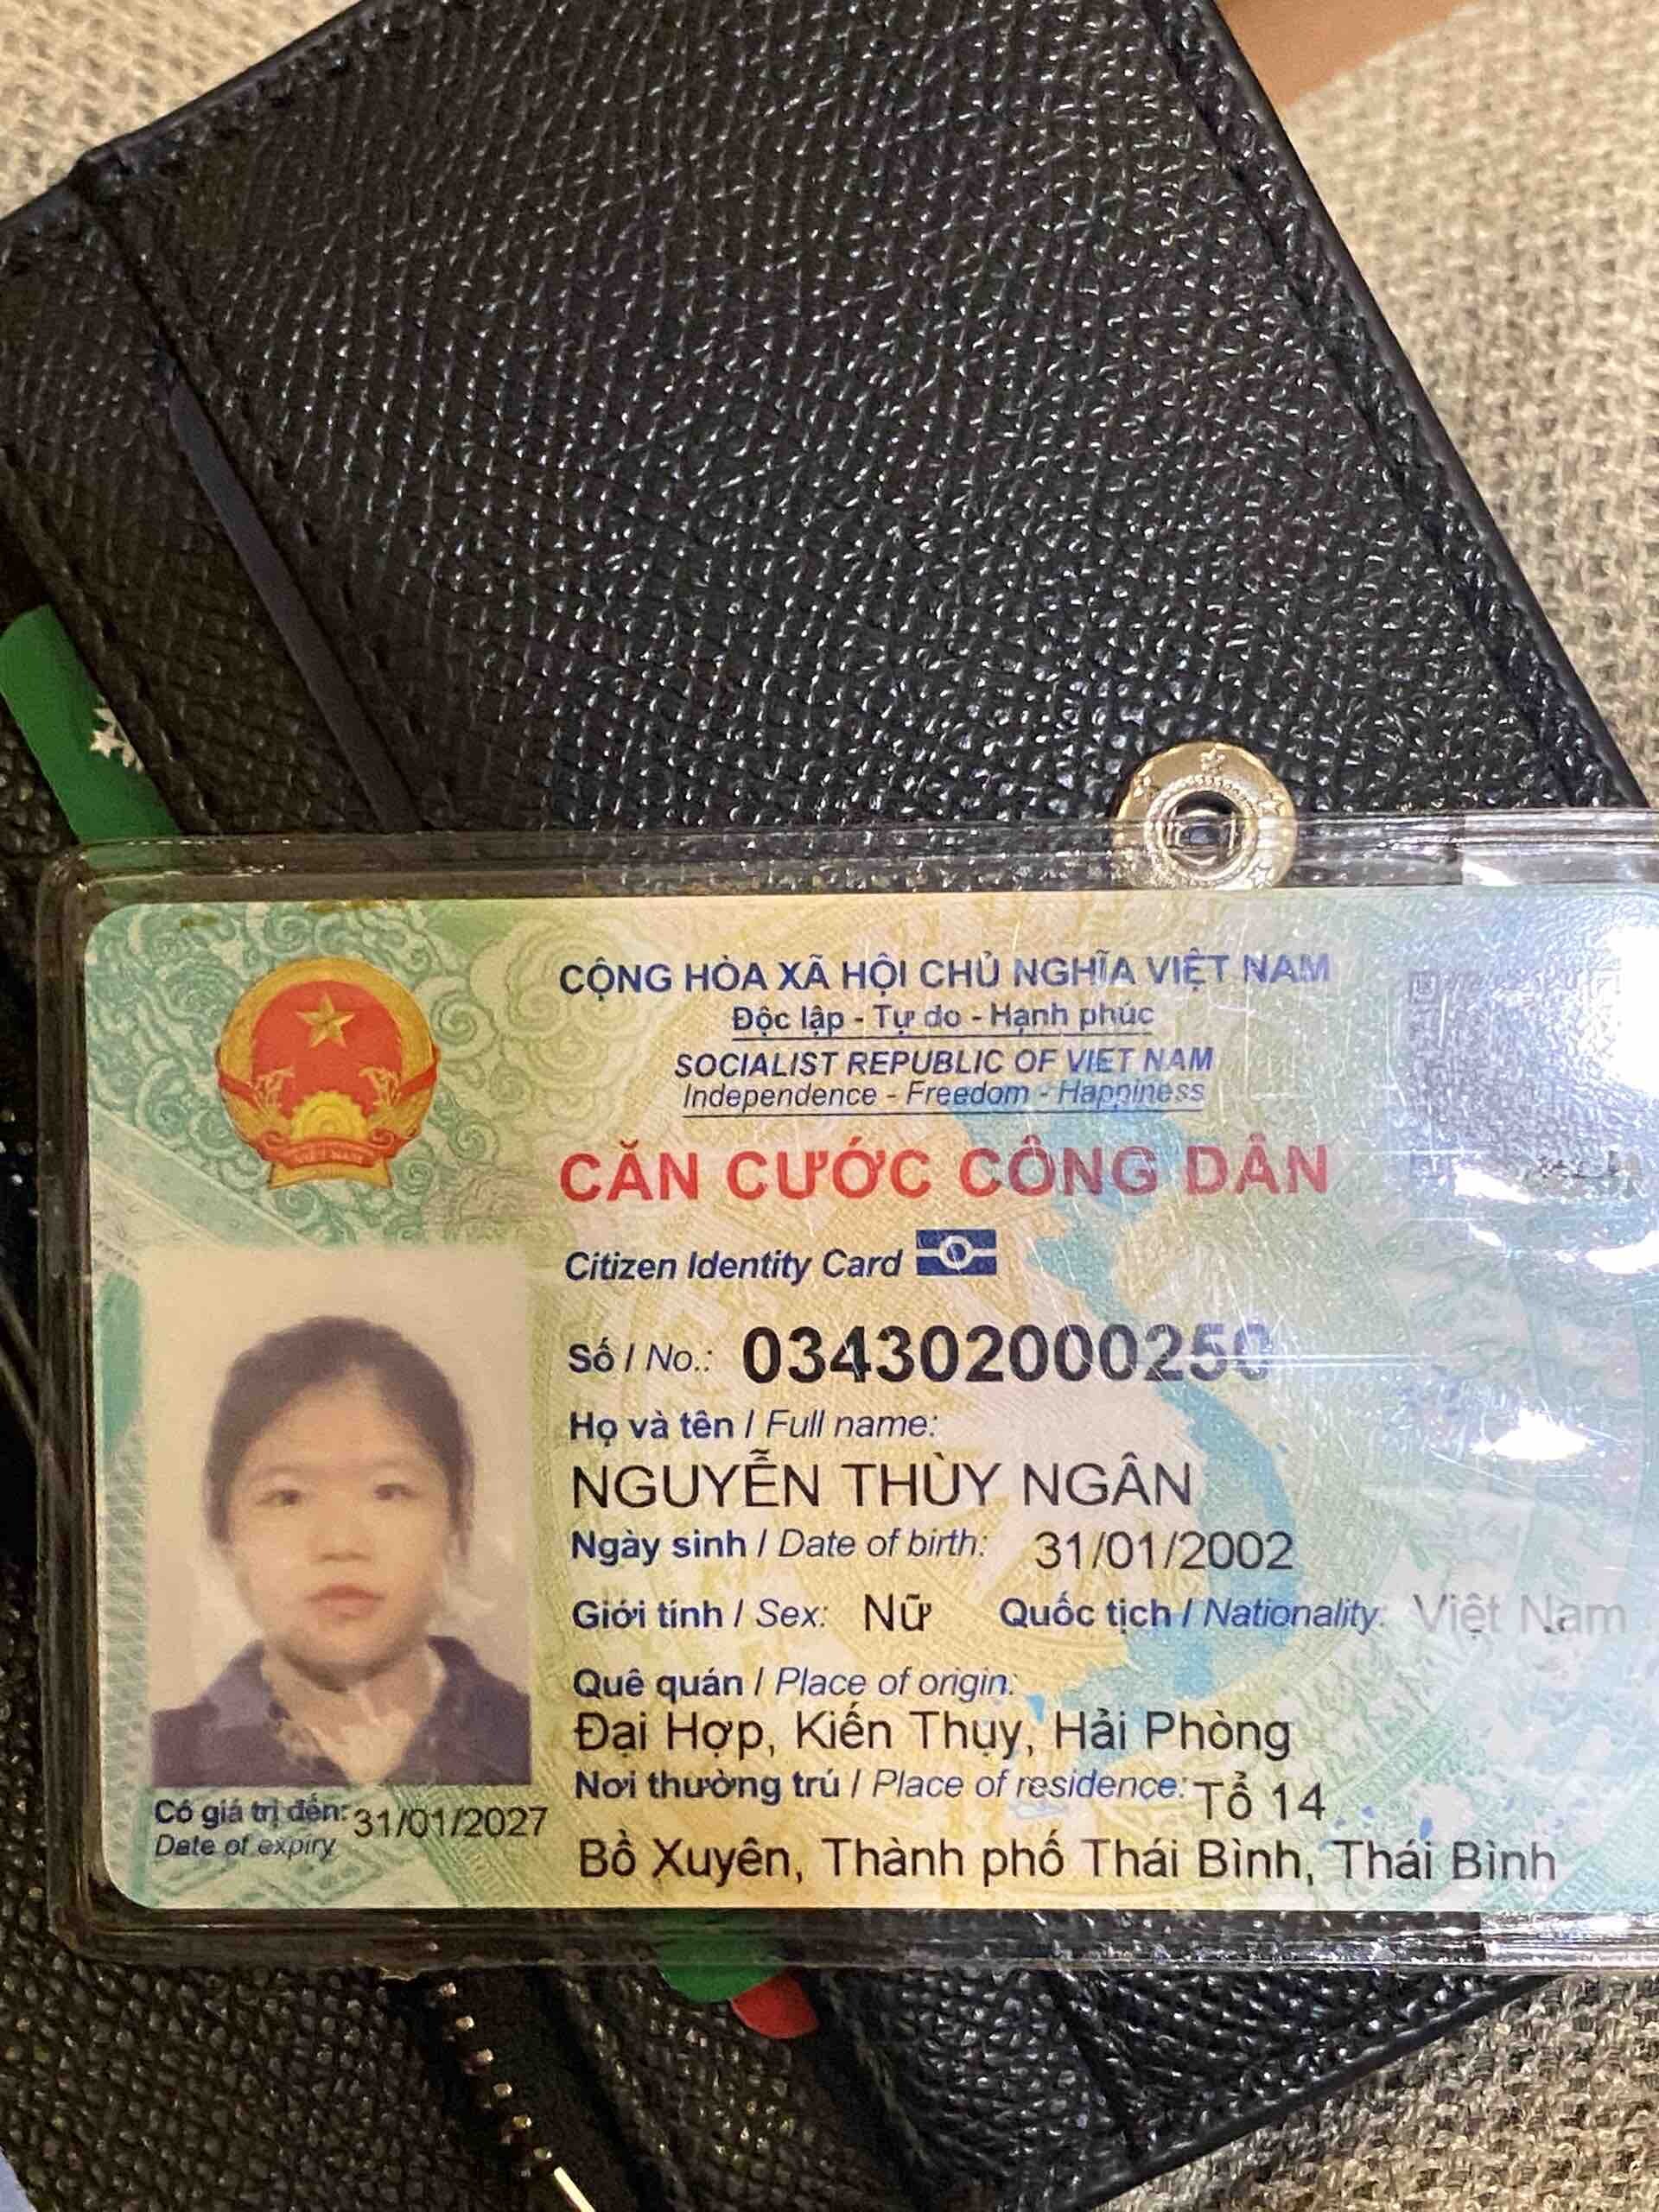 CỘNG HÒA XÃ HỘI CHỦ NGHĨA VIỆT NAM
Độc lập - Tự do - Hạnh phúc
SOCIALIST REPUBLIC OF VIET NAM
Independence - Freedom - Happiness
CĂN CƯỚC CÔNG DÂN
Citizen Identity Card
Số / No.: 034302000250
Họ và tên / Full name:
NGUYỄN THÙY NGÂN
Ngày sinh / Date of birth: 31/01/2002
Giới tính / Sex: Nữ Quốc tịch / Nationality: Việt Nam
Quê quán / Place of origin:
Đại Hợp, Kiến Thụy, Hải Phòng
Nơi thường trú / Place of residence: Tổ 14
Bồ Xuyên, Thành phố Thái Bình, Thái Bình
Có giá trị đến: 31/01/2027
Date of expiry